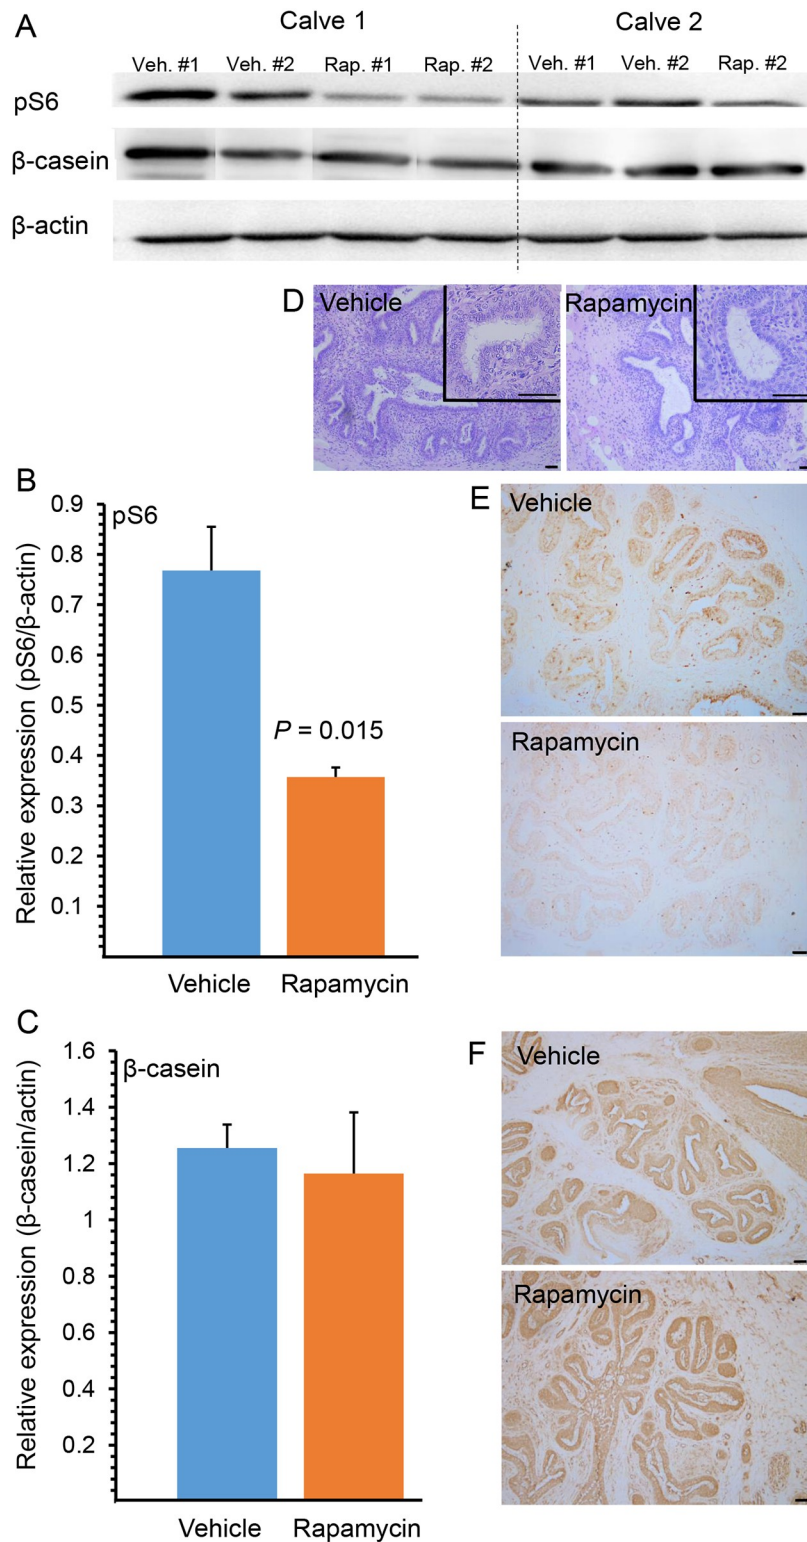 A
Calve 1
Calve 2
Veh. #1 Veh. #2 Rap. #1 Rap. #2 Veh. #1 Veh. #2 Rap. #2
pS6
β-casein
β-actin
D
Vehicle
Rapamycin
B
0.9
0.8
0.7
0.6
0.5
0.4
0.3
0.2
0.1
Relative expression (pS6/β-actin)
pS6
P = 0.015
Vehicle Rapamycin
E
Vehicle
Rapamycin
C
1.6
1.4
1.2
1
0.8
0.6
0.4
0.2
Relative expression (β-casein/actin)
β-casein
Vehicle Rapamycin
F
Vehicle
Rapamycin